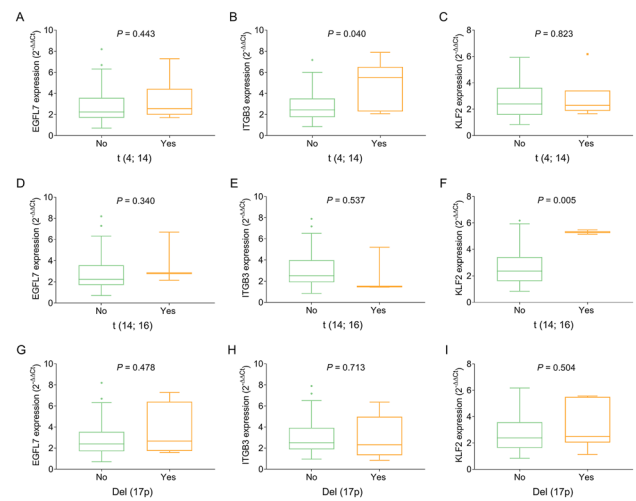 A
P = 0.443
EGFL7 expression (2^-ΔΔCt)
10
8
6
4
2
0
No
Yes
t (4; 14)
B
P = 0.040
ITGB3 expression (2^-ΔΔCt)
10
8
6
4
2
0
No
Yes
t (4; 14)
C
P = 0.823
KLF2 expression (2^-ΔΔCt)
8
6
4
2
0
No
Yes
t (4; 14)
D
P = 0.340
EGFL7 expression (2^-ΔΔCt)
10
8
6
4
2
0
No
Yes
t (14; 16)
E
P = 0.537
ITGB3 expression (2^-ΔΔCt)
10
8
6
4
2
0
No
Yes
t (14; 16)
F
P = 0.005
KLF2 expression (2^-ΔΔCt)
8
6
4
2
0
No
Yes
t (14; 16)
G
P = 0.478
EGFL7 expression (2^-ΔΔCt)
10
8
6
4
2
0
No
Yes
Del (17p)
H
P = 0.713
ITGB3 expression (2^-ΔΔCt)
10
8
6
4
2
0
No
Yes
Del (17p)
I
P = 0.504
KLF2 expression (2^-ΔΔCt)
8
6
4
2
0
No
Yes
Del (17p)